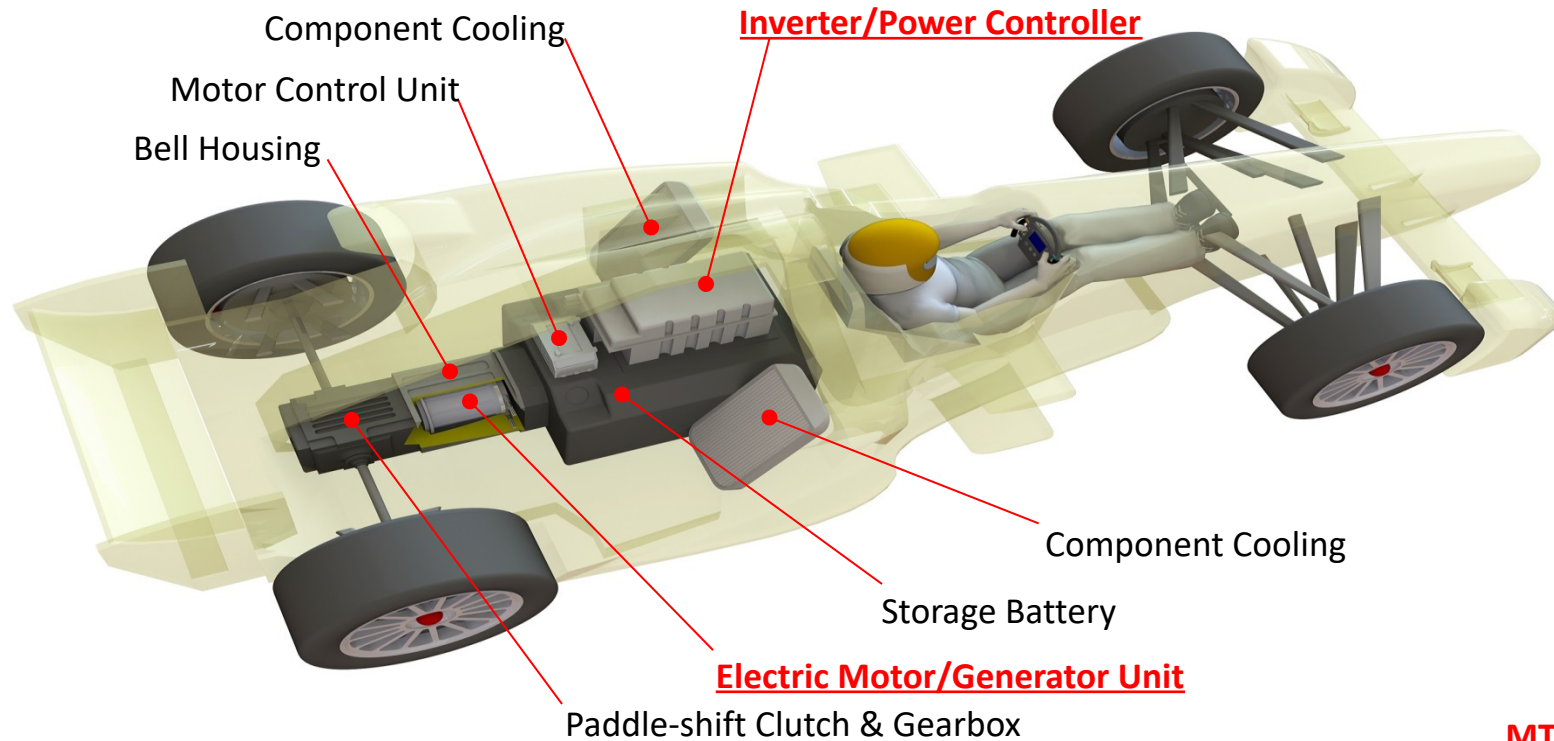 Component Cooling
Inverter/Power Controller
Motor Control Unit
Bell Housing
Component Cooling
Storage Battery
Electric Motor/Generator Unit
Paddle-shift Clutch & Gearbox